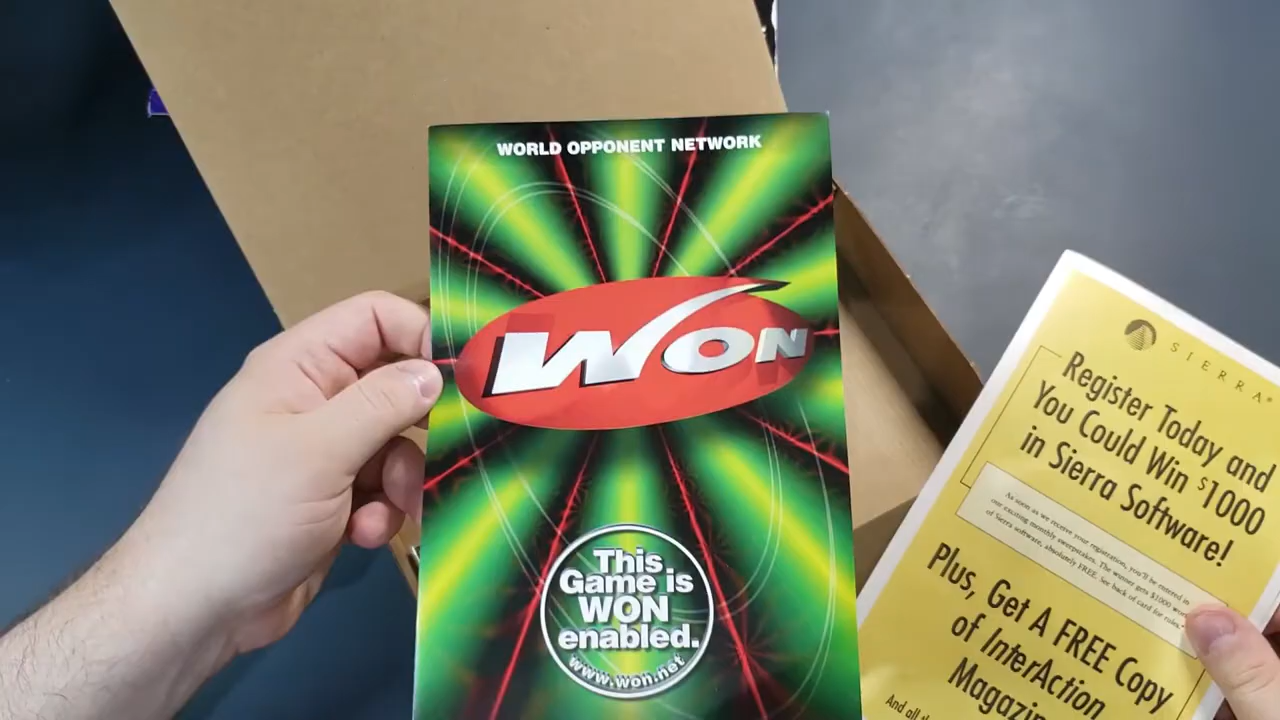 WORLD OPPONENT NETWORK
WON
This
Game is
WON
enabled.
www.won.net
SIERRA®
Register Today and
You Could Win $1000
in Sierra Software!
As soon as we receive your registration, you'll be entered in
our existing monthly sweepstakes. The winner gets $1000
of Sierra software, absolutely FREE. See back of card for rules.*
Plus, Get A FREE Copy
of InterAction
And all